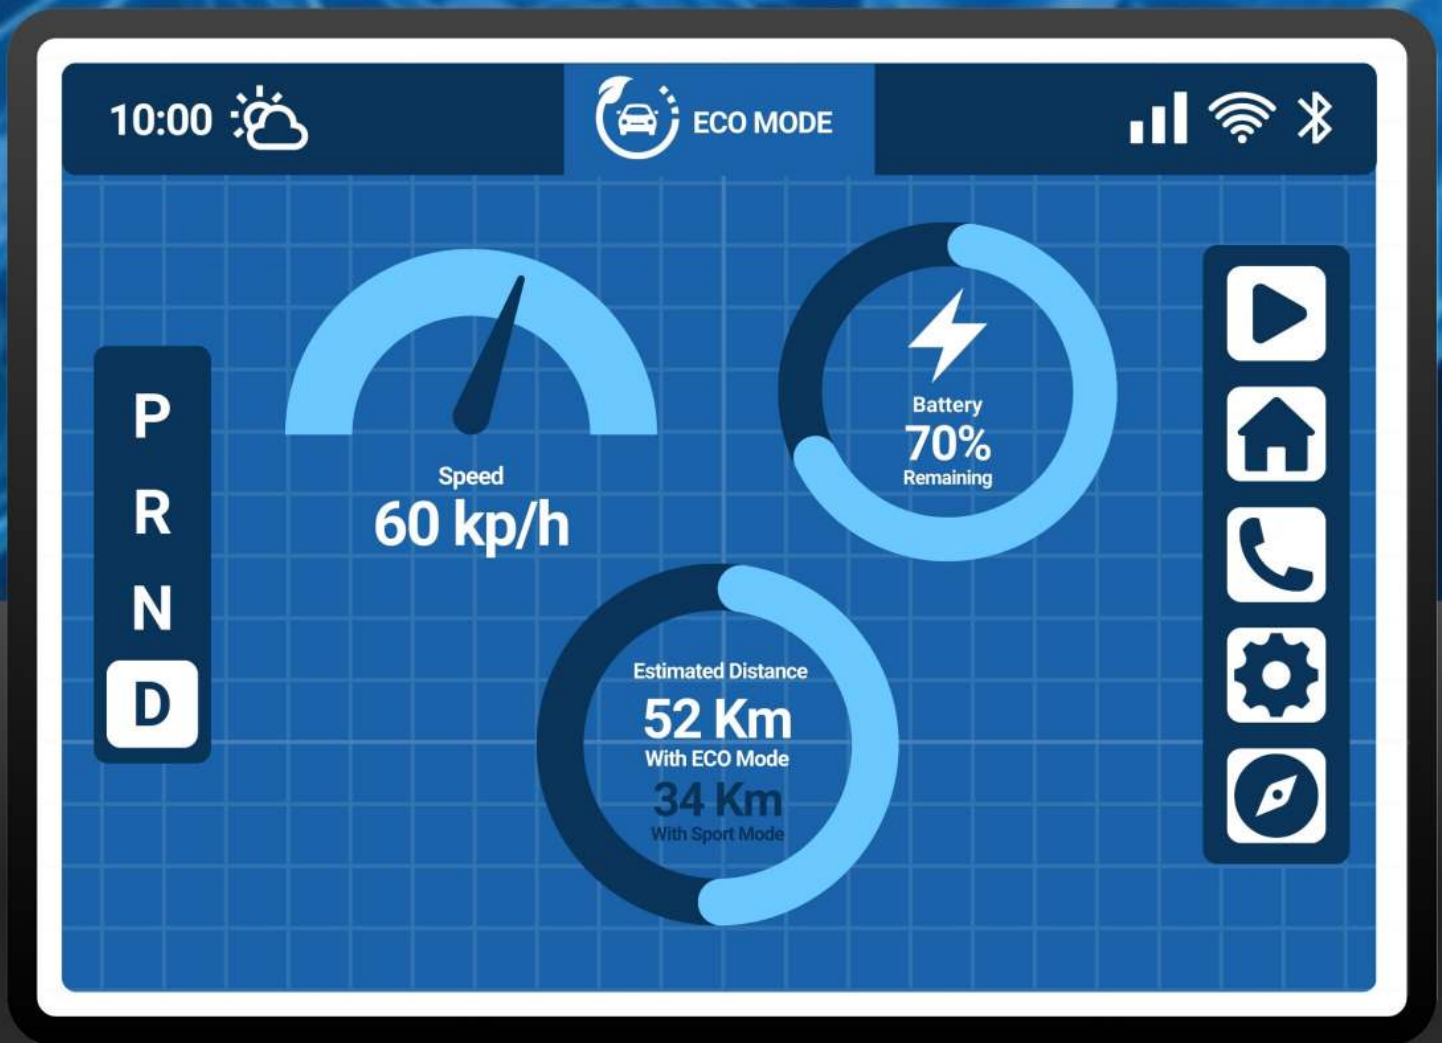 10:00
ECO MODE
P
R
N
D
Speed
60 kp/h
Battery
70%
Remaining
Estimated Distance
52 Km
With ECO Mode
34 Km
With Sport Mode